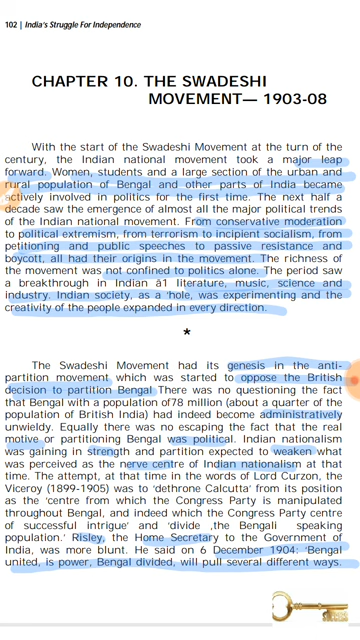 102 | India's Struggle For Independence
CHAPTER 10. THE SWADESHI
MOVEMENT— 1903-08
With the start of the Swadeshi Movement at the turn of the
century, the Indian national movement took a major leap
forward. Women, students and a large section of the urban and
rural population of Bengal and other parts of India became
actively involved in politics for the first time. The next half a
decade saw the emergence of almost all the major political trends
of the Indian national movement. From conservative moderation
to political extremism, from terrorism to incipient socialism, from
petitioning and public speeches to passive resistance and
boycott, all had their origins in the movement. The richness of
the movement was not confined to politics alone. The period saw
a breakthrough in Indian â1 literature, music, science and
industry. Indian society, as a 'hole, was experimenting and the
creativity of the people expanded in every direction.
*
The Swadeshi Movement had its genesis in the anti-
partition movement which was started to oppose the British
decision to partition Bengal There was no questioning the fact
that Bengal with a population of78 million (about a quarter of the
population of British India) had indeed become administratively
unwieldy. Equally there was no escaping the fact that the real
motive or partitioning Bengal was political. Indian nationalism
was gaining in strength and partition expected to weaken what
was perceived as the nerve centre of Indian nationalism at that
time. The attempt, at that time in the words of Lord Curzon, the
Viceroy (1899-1905) was to 'dethrone Calcutta' from its position
as the 'centre from which the Congress Party is manipulated
throughout Bengal, and indeed which the Congress Party centre
of successful intrigue' and 'divide ,the Bengali speaking
population.' Risley, the Home Secretary to the Government of
India, was more blunt. He said on 6 December 1904: 'Bengal
united, is power, Bengal divided, will pull several different ways.